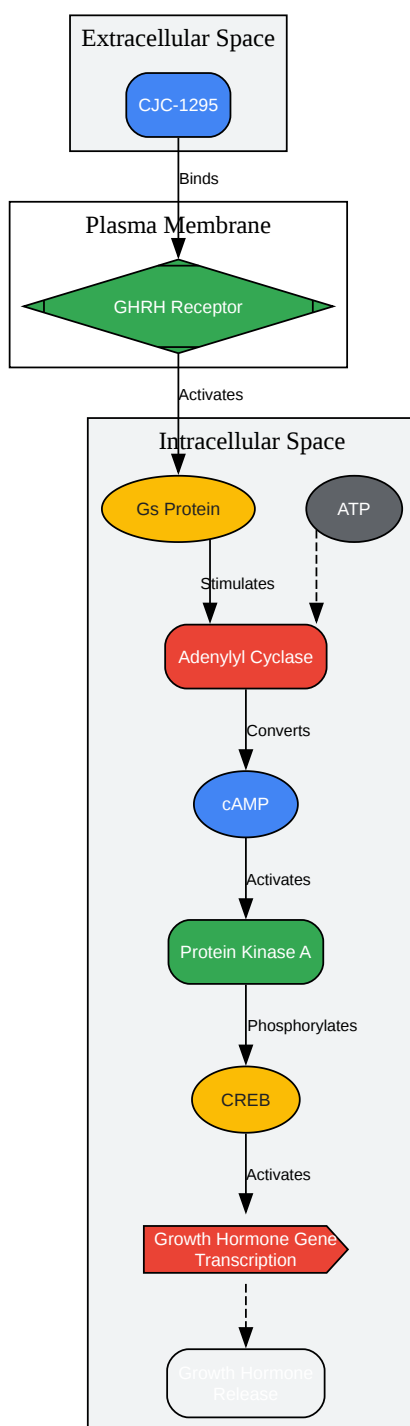 Extracellular Space
CJC-1295
Binds
Plasma Membrane
GHRH Receptor
Activates
Intracellular Space
Gs Protein
ATP
Stimulates
Adenylyl Cyclase
Converts
cAMP
Activates
Protein Kinase A
Phosphorylates
CREB
Activates
Growth Hormone Gene
Transcription
Growth Hormone
Release